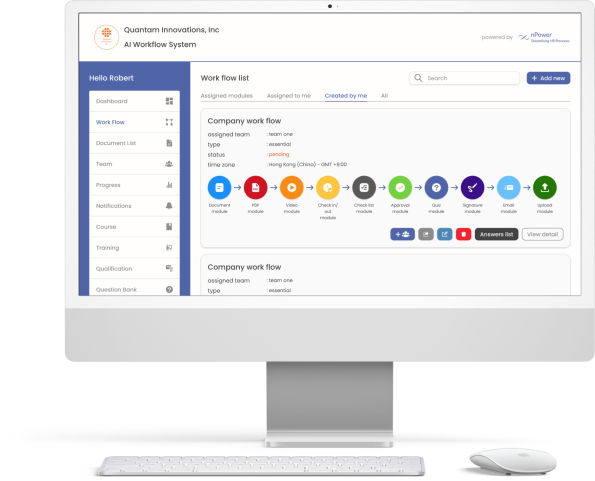 Quantam Innovations, Inc
AI Workflow System
powered by nPower
Streamlining HR Processes
Hello Robert
Dashboard
Work Flow
Document List
Team
Progress
Notifications
Course
Training
Qualification
Question Bank
Work flow list
Search
+ Add new
Assigned modules Assigned to me Created by me All
Company work flow
assigned team : team one
type : essential
status : pending
time zone : Hong Kong (China) - GMT +8:00
Document module
PDF module
Video module
Check in/ out module
Check list module
Approval module
Quiz module
Signature module
Email module
Upload module
Answers list
View detail
Company work flow
assigned team : team one
type : essential